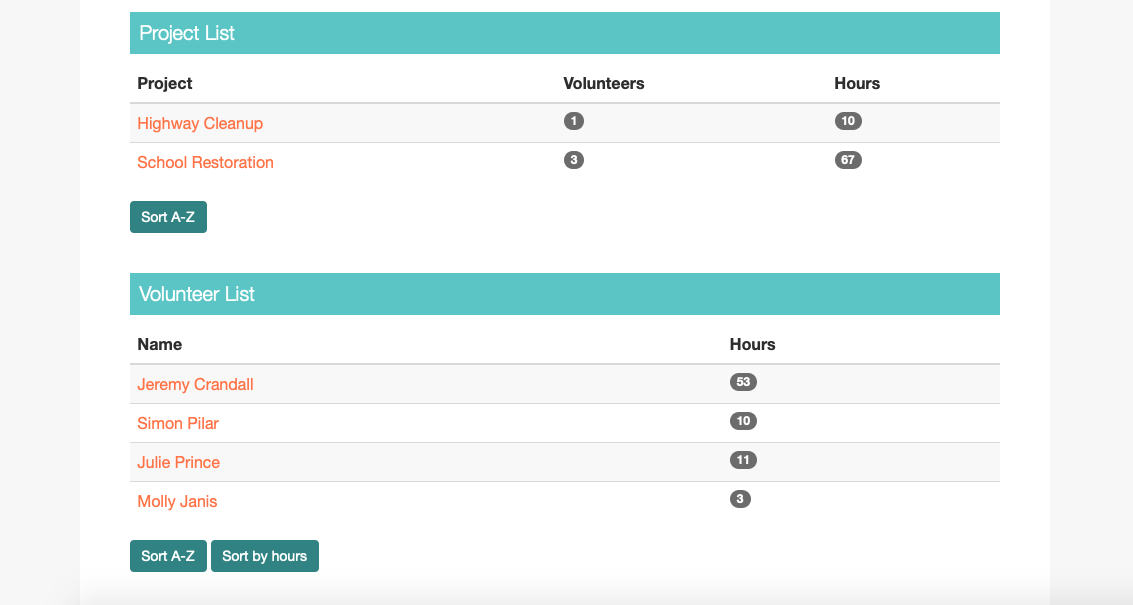 Project List
Project Volunteers Hours
Highway Cleanup 1 10
School Restoration 3 67
Sort A-Z
Volunteer List
Name Hours
Jeremy Crandall 53
Simon Pilar 10
Julie Prince 11
Molly Janis 3
Sort A-Z Sort by hours